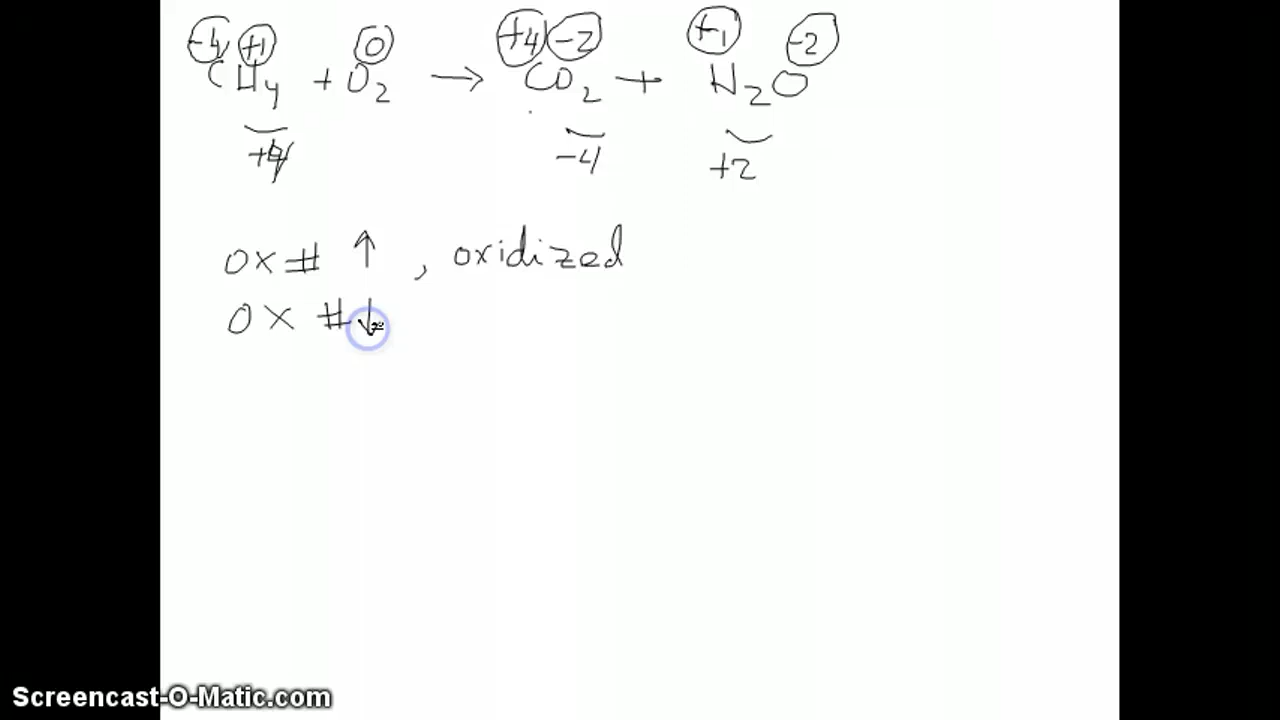 -4 +1 0 +4 -2 +1 -2
CH4 + O2 → CO2 + H2O
+4 -4 +2
OX # ↑ , oxidized
OX # ↓
Screencast-O-Matic.com